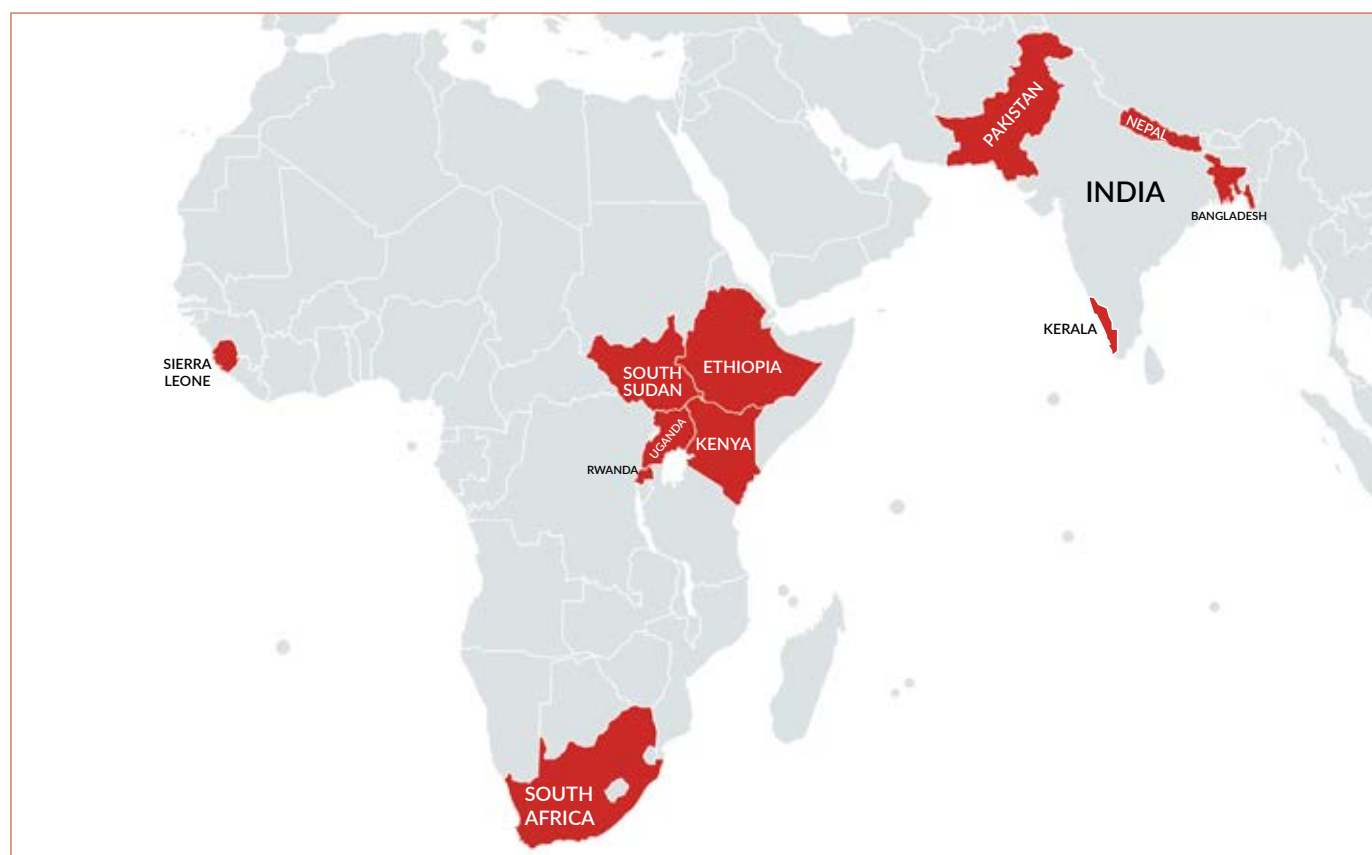 PAKISTAN
NEPAL
INDIA
BANGLADESH
KERALA
SIERRA
LEONE
SOUTH
SUDAN
ETHIOPIA
UGANDA
KENYA
RWANDA
SOUTH
AFRICA